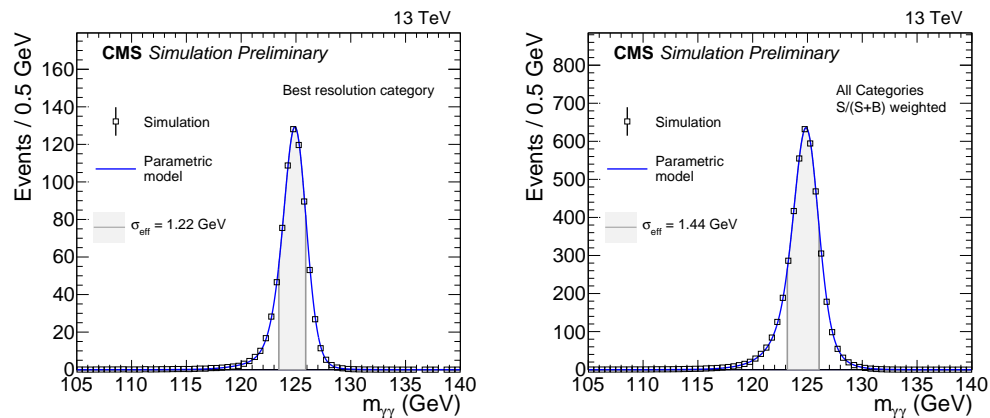 13 TeV
Events / 0.5 GeV
CMS Simulation Preliminary
Best resolution category
Simulation
Parametric
model
σeff = 1.22 GeV
160
140
120
100
80
60
40
20
0
105 110 115 120 125 130 135 140
mγγ (GeV)
13 TeV
Events / 0.5 GeV
CMS Simulation Preliminary
All Categories
S/(S+B) weighted
Simulation
Parametric
model
σeff = 1.44 GeV
800
700
600
500
400
300
200
100
0
105 110 115 120 125 130 135 140
mγγ (GeV)